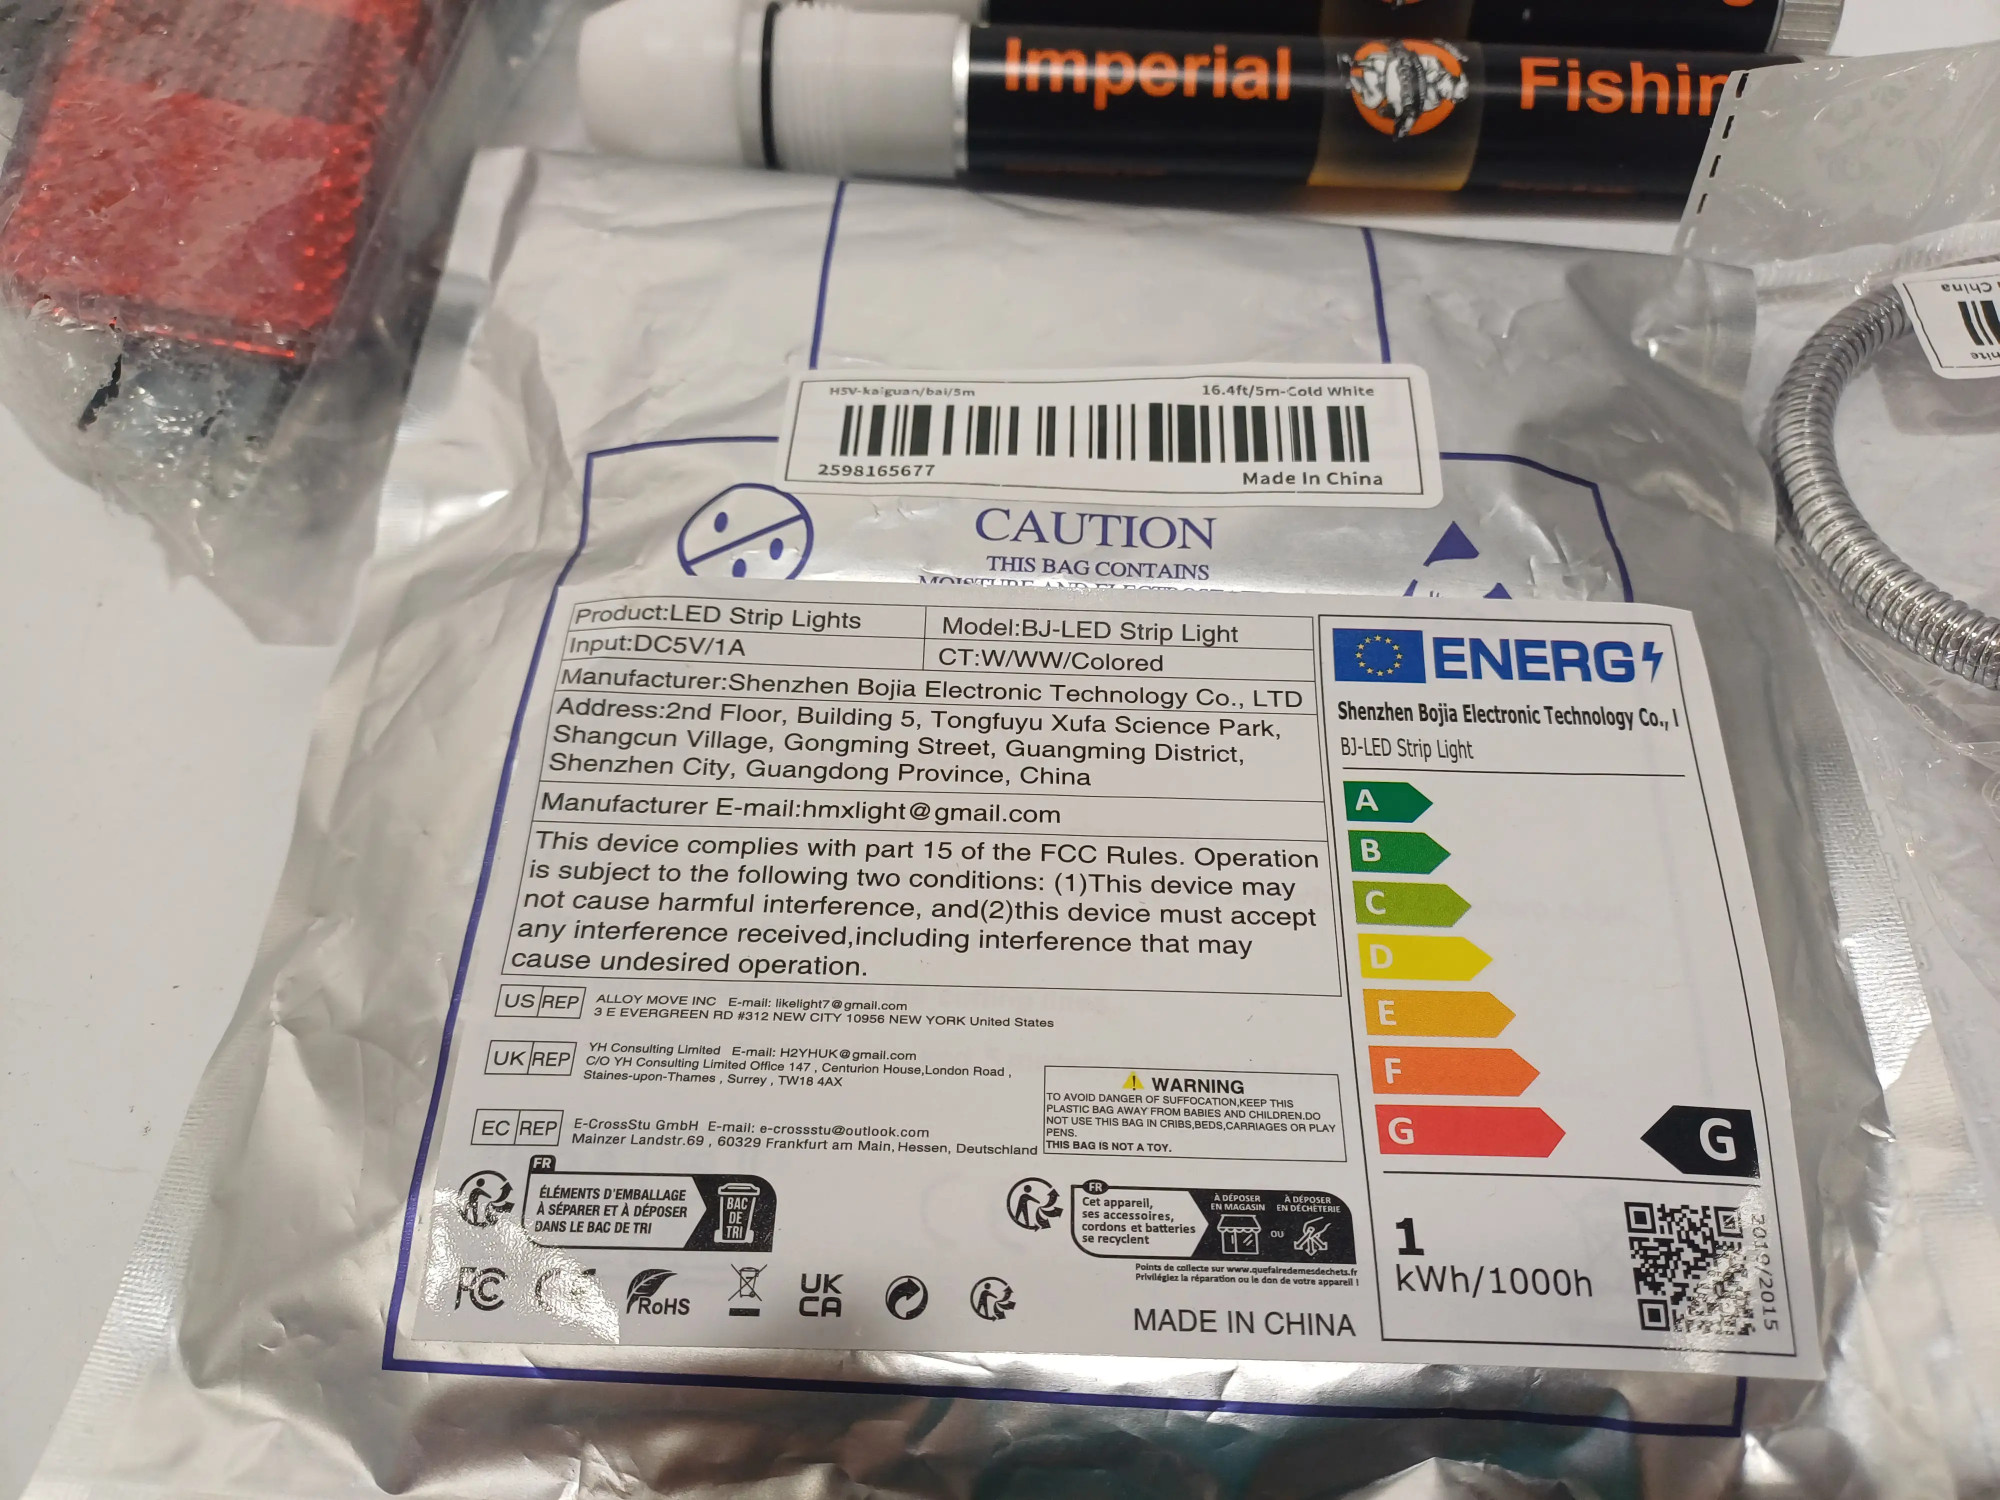 Imperial Fishin
H5V-kaiguan/bai/5m
16.4ft/5m-Cold White
2598165677
Made In China
CAUTION
THIS BAG CONTAINS
Product:LED Strip Lights
Model:BJ-LED Strip Light
Input:DC5V/1A
CT:W/WW/Colored
Manufacturer:Shenzhen Bojia Electronic Technology Co., LTD
Address:2nd Floor, Building 5, Tongfuyu Xufa Science Park,
Shangcun Village, Gongming Street, Guangming District,
Shenzhen City, Guangdong Province, China
Manufacturer E-mail:hmxlight@gmail.com
This device complies with part 15 of the FCC Rules. Operation
is subject to the following two conditions: (1)This device may
not cause harmful interference, and(2)this device must accept
any interference received,including interference that may
cause undesired operation.
US REP
ALLOY MOVE INC E-mail: likelight7@gmail.com
3 E EVERGREEN RD #312 NEW CITY 10956 NEW YORK United States
UK REP
YH Consulting Limited E-mail: H2YHUK@gmail.com
C/O YH Consulting Limited Office 147 , Centurion House,London Road ,
Staines-upon-Thames , Surrey , TW18 4AX
EC REP
E-CrossStu GmbH E-mail: e-crossstu@outlook.com
Mainzer Landstr.69 , 60329 Frankfurt am Main, Hessen, Deutschland
WARNING
TO AVOID DANGER OF SUFFOCATION,KEEP THIS
PLASTIC BAG AWAY FROM BABIES AND CHILDREN.DO
NOT USE THIS BAG IN CRIBS,BEDS,CARRIAGES OR PLAY
PENS.
THIS BAG IS NOT A TOY.
FR
ÉLÉMENTS D'EMBALLAGE
À SÉPARER ET À DÉPOSER
DANS LE BAC DE TRI
BAC
DE
TRI
FR
Cet appareil,
ses accessoires,
cordons et batteries
se recyclent
À DÉPOSER
EN MAGASIN
OU
À DÉPOSER
EN DÉCHÈTERIE
Points de collecte sur www.quefairedemesdechets.fr
Privilégiez la réparation ou le don de votre appareil !
FC
CE
RoHS
UK
CA
MADE IN CHINA
ENERG
Shenzhen Bojia Electronic Technology Co.,
BJ-LED Strip Light
A
B
C
D
E
F
G
G
1
kWh/1000h
2019/2015
China